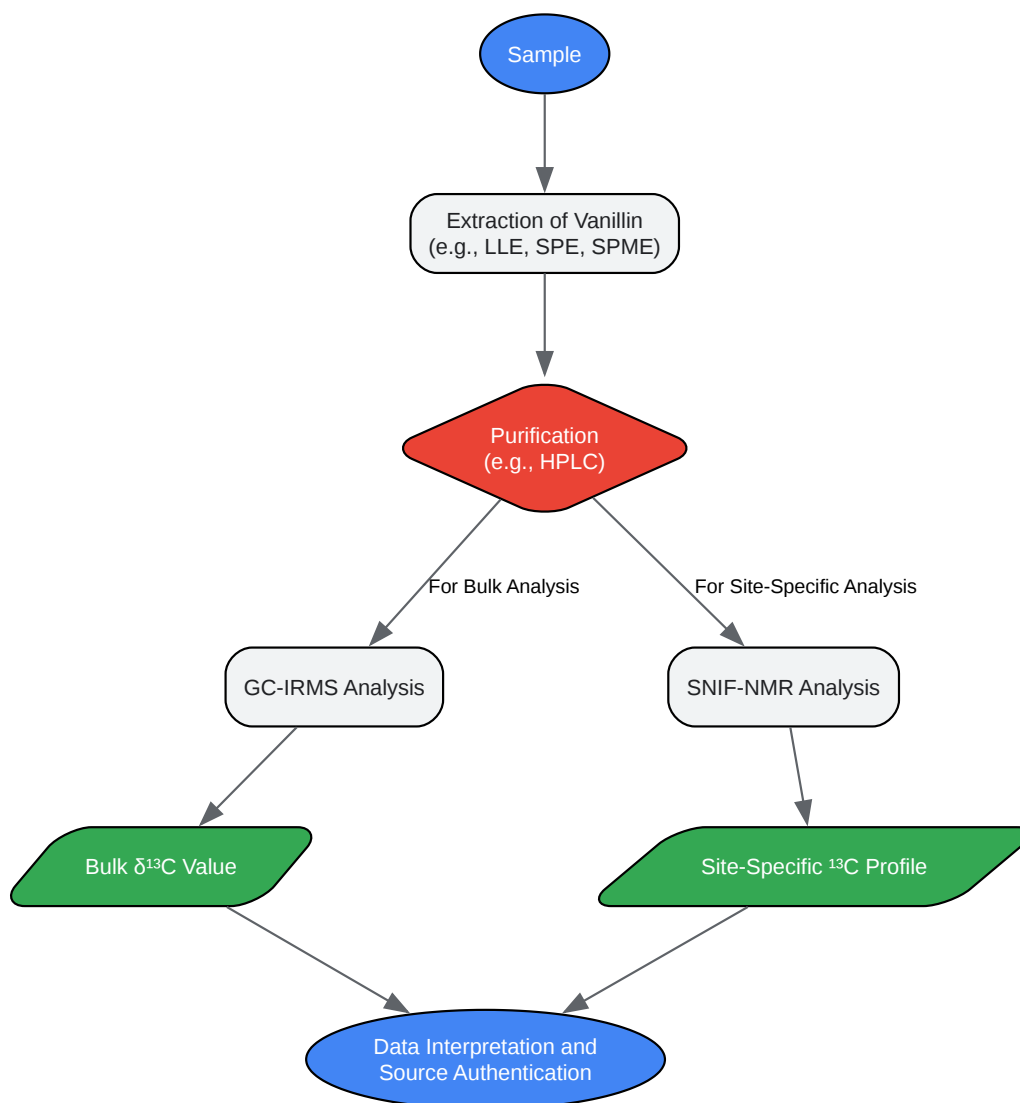 Sample
Extraction of Vanillin
(e.g., LLE, SPE, SPME)
Purification
(e.g., HPLC)
For Bulk Analysis
For Site-Specific Analysis
GC-IRMS Analysis
SNIF-NMR Analysis
Bulk δ¹³C Value
Site-Specific ¹³C Profile
Data Interpretation and
Source Authentication